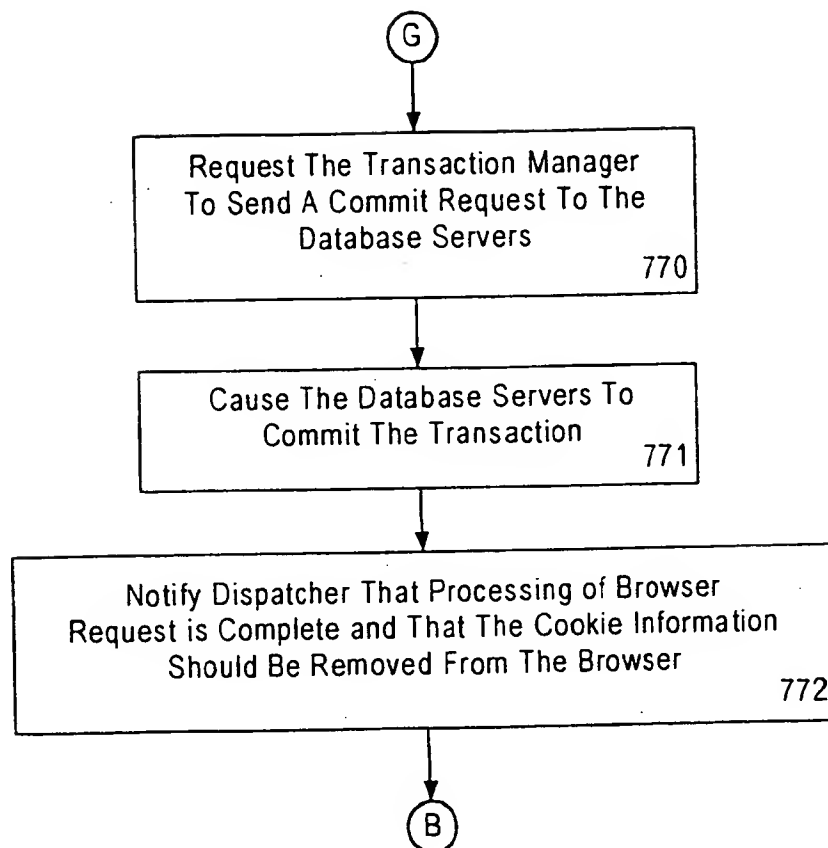 G
Request The Transaction Manager
To Send A Commit Request To The
Database Servers
770
Cause The Database Servers To
Commit The Transaction
771
Notify Dispatcher That Processing of Browser
Request is Complete and That The Cookie Information
Should Be Removed From The Browser
772
B